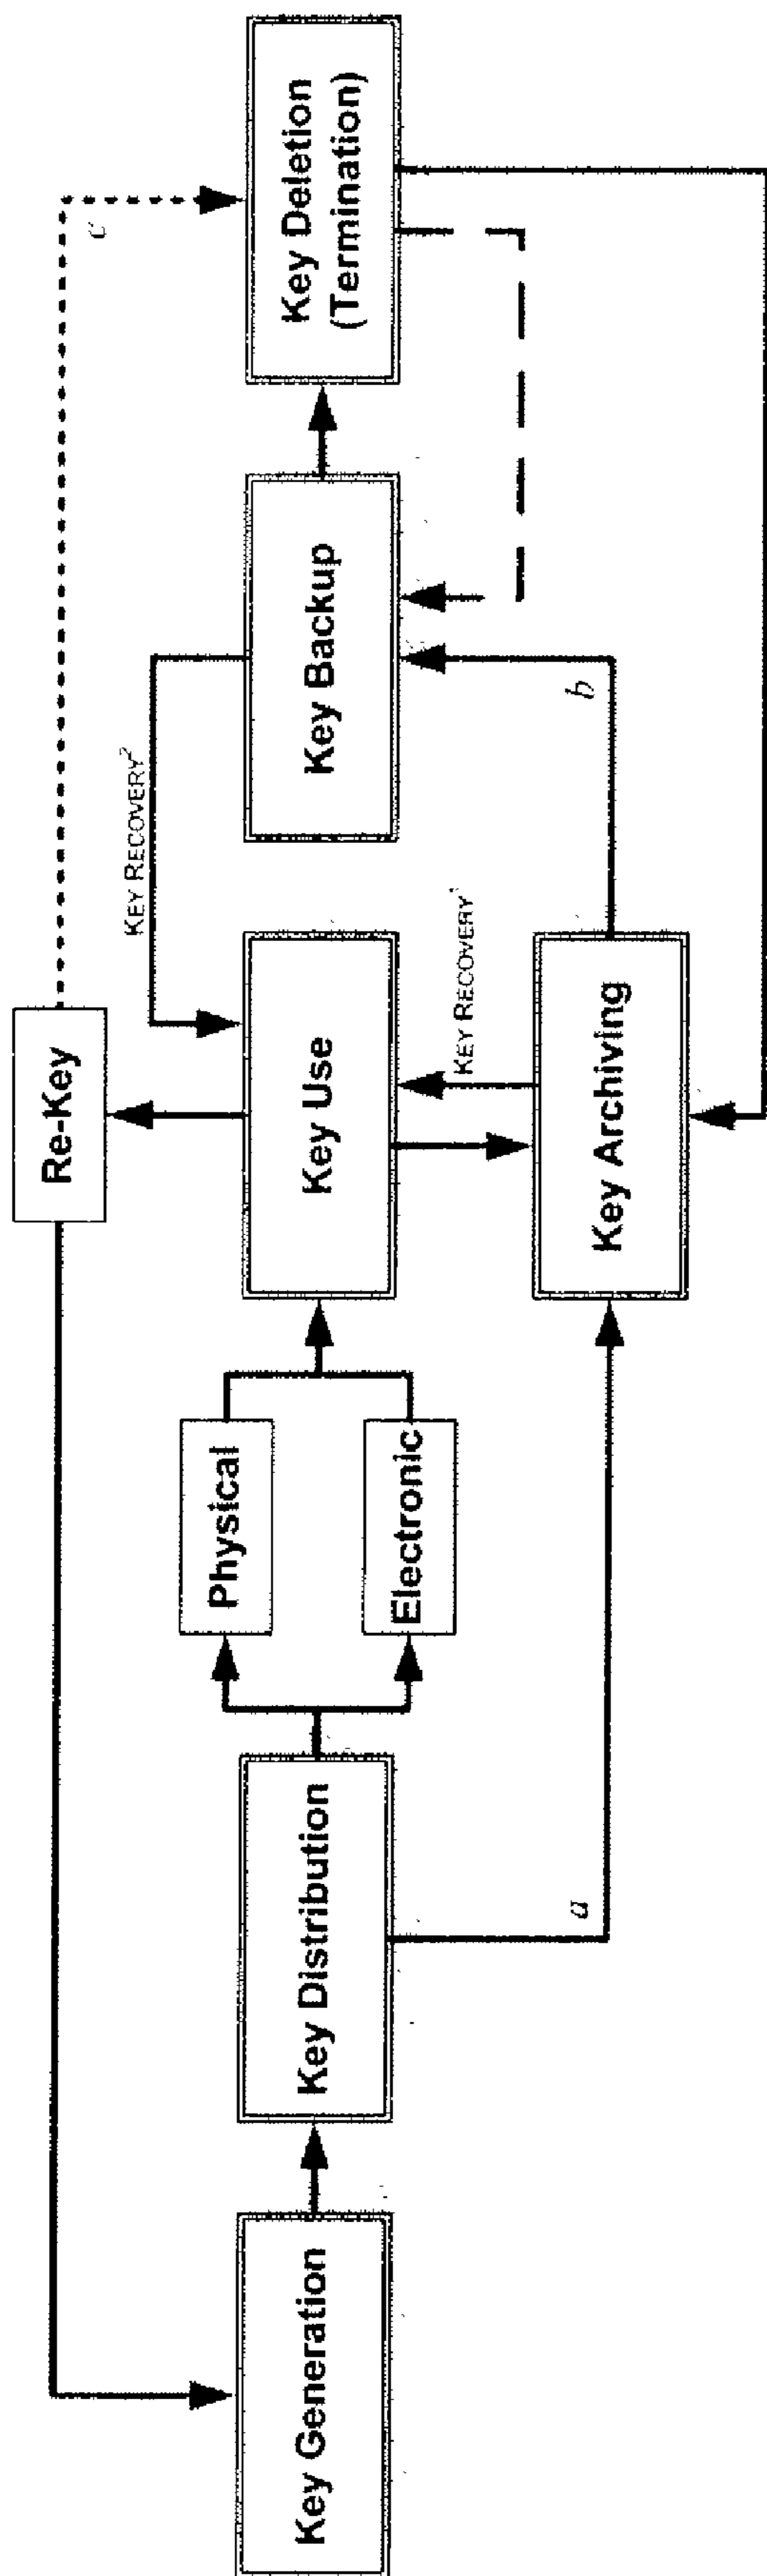 Re-Key
c
KEY RECOVERY²
Physical
Key Generation
Key Distribution
Key Use
Key Backup
Key Deletion
(Termination)
Electronic
KEY RECOVERY¹
a
b
Key Archiving